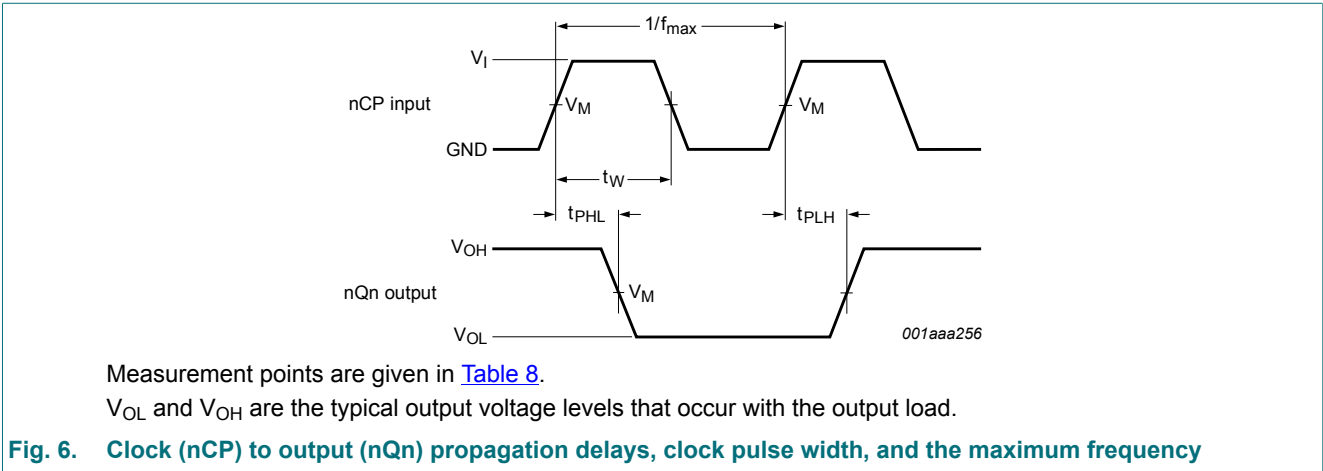 1/fmax
VI
nCP input
VM
VM
GND
tW
tPHL
tPLH
VOH
nQn output
VM
VOL
001aaa256
Measurement points are given in Table 8.
VOL and VOH are the typical output voltage levels that occur with the output load.
Fig. 6. Clock (nCP) to output (nQn) propagation delays, clock pulse width, and the maximum frequency